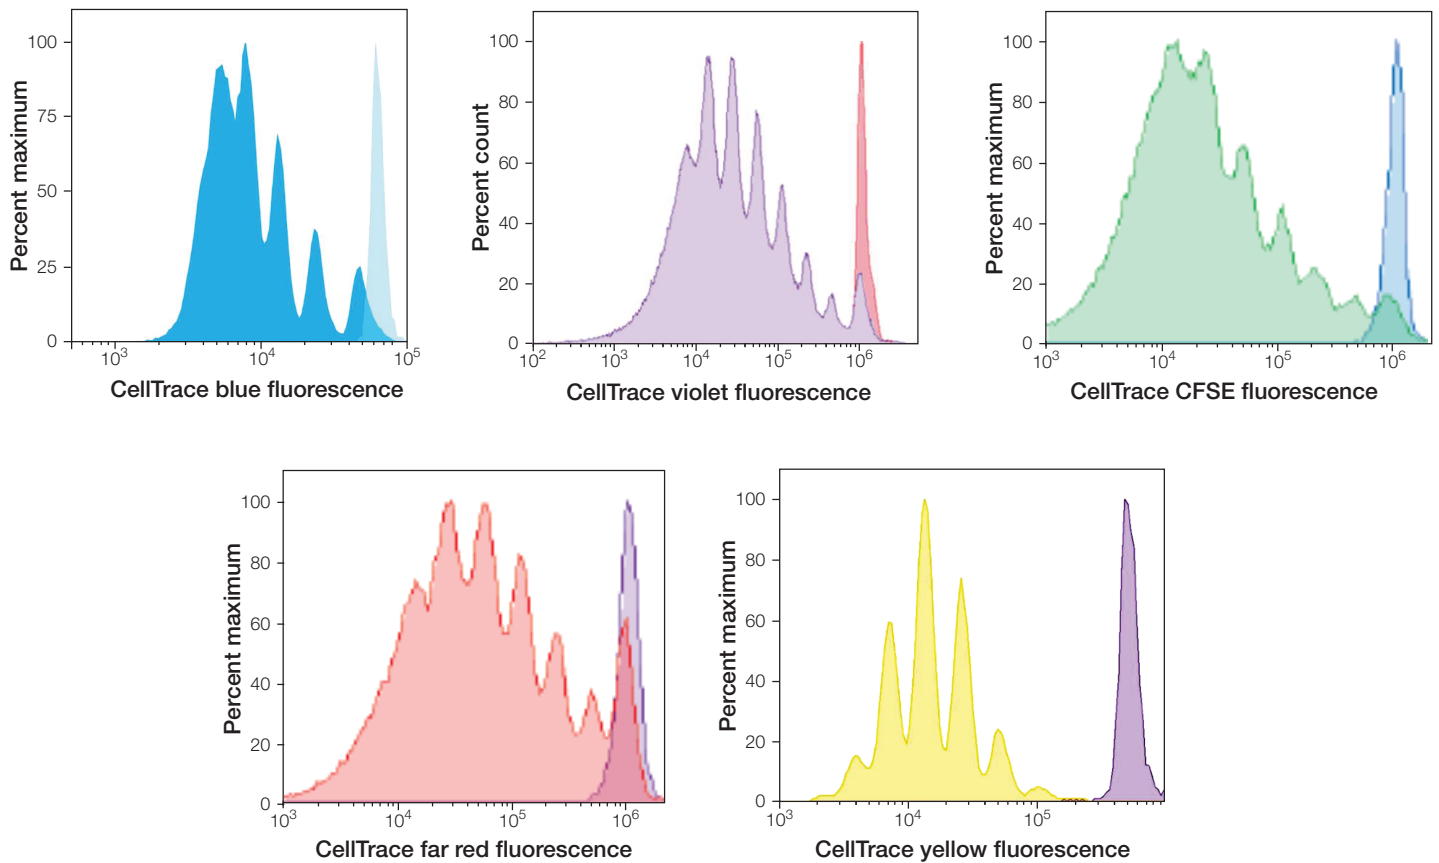 Percent maximum
100
75
50
25
0
10³ 10⁴ 10⁵
CellTrace blue fluorescence
Percent count
100
80
60
40
20
0
10² 10³ 10⁴ 10⁵ 10⁶
CellTrace violet fluorescence
Percent maximum
100
80
60
40
20
0
10³ 10⁴ 10⁵ 10⁶
CellTrace CFSE fluorescence
Percent maximum
100
80
60
40
20
0
10³ 10⁴ 10⁵ 10⁶
CellTrace far red fluorescence
Percent maximum
100
80
60
40
20
0
10³ 10⁴ 10⁵
CellTrace yellow fluorescence